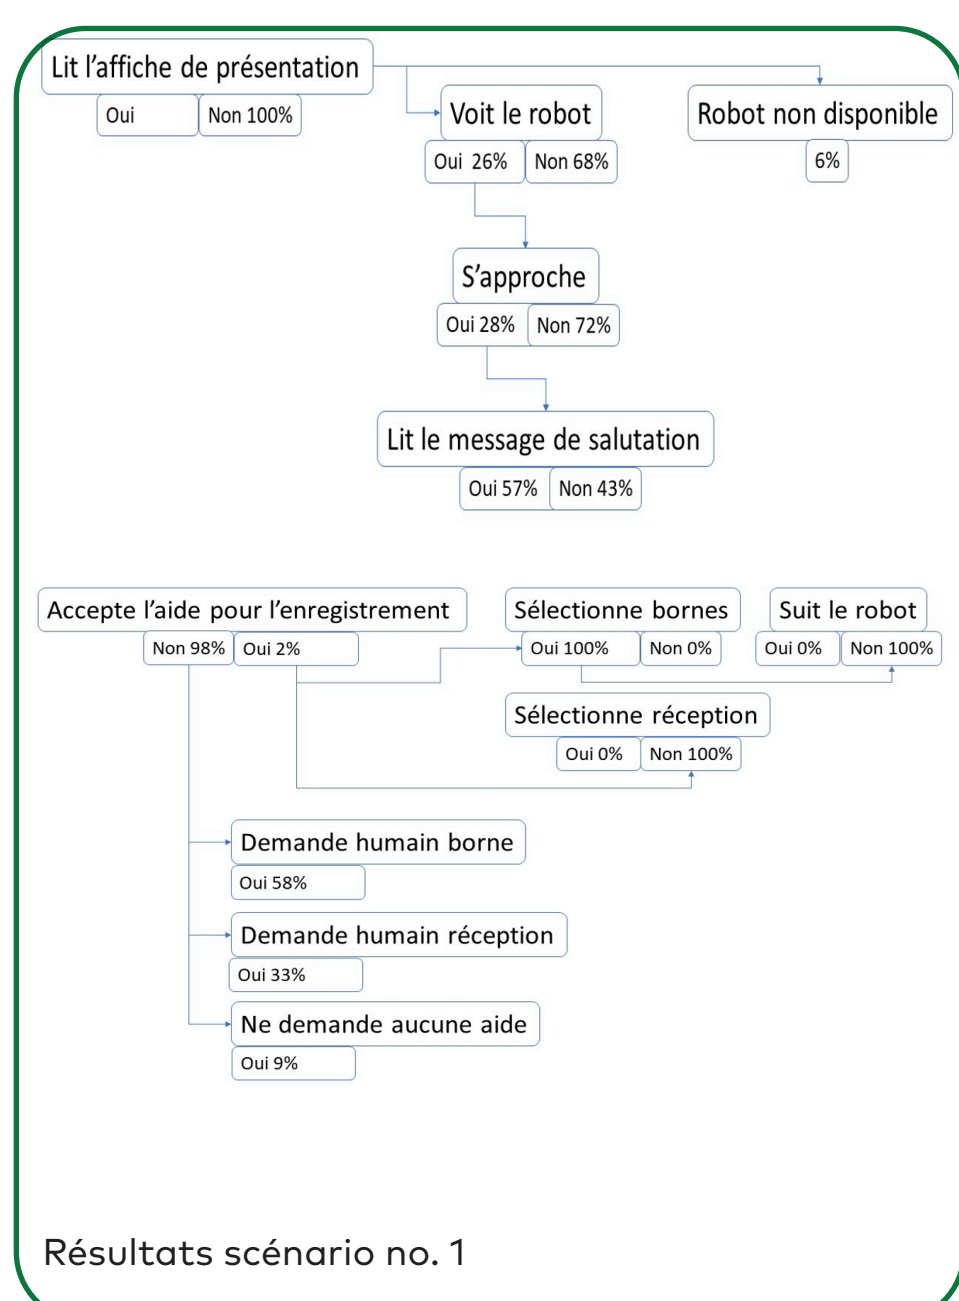 Lit l'affiche de présentation
Oui
Non 100%
Voit le robot
Oui 26%
Non 68%
Robot non disponible
6%
S'approche
Oui 28%
Non 72%
Lit le message de salutation
Oui 57%
Non 43%
Accepte l'aide pour l'enregistrement
Non 98%
Oui 2%
Sélectionne bornes
Oui 100%
Non 0%
Suit le robot
Oui 0%
Non 100%
Sélectionne réception
Oui 0%
Non 100%
Demande humain borne
Oui 58%
Demande humain réception
Oui 33%
Ne demande aucune aide
Oui 9%
Résultats scénario no. 1